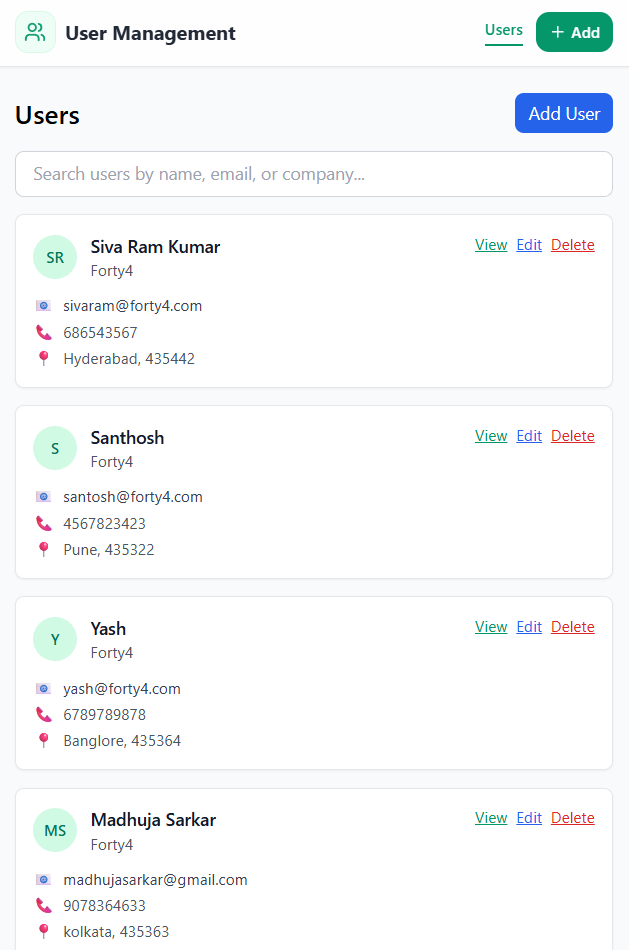 User Management
Users
+ Add
Users
Add User
Search users by name, email, or company...
SR
Siva Ram Kumar
View Edit Delete
Forty4
sivaram@forty4.com
686543567
Hyderabad, 435442
S
Santhosh
View Edit Delete
Forty4
santosh@forty4.com
4567823423
Pune, 435322
Y
Yash
View Edit Delete
Forty4
yash@forty4.com
6789789878
Banglore, 435364
MS
Madhuja Sarkar
View Edit Delete
Forty4
madhujasarkar@gmail.com
9078364633
kolkata, 435363